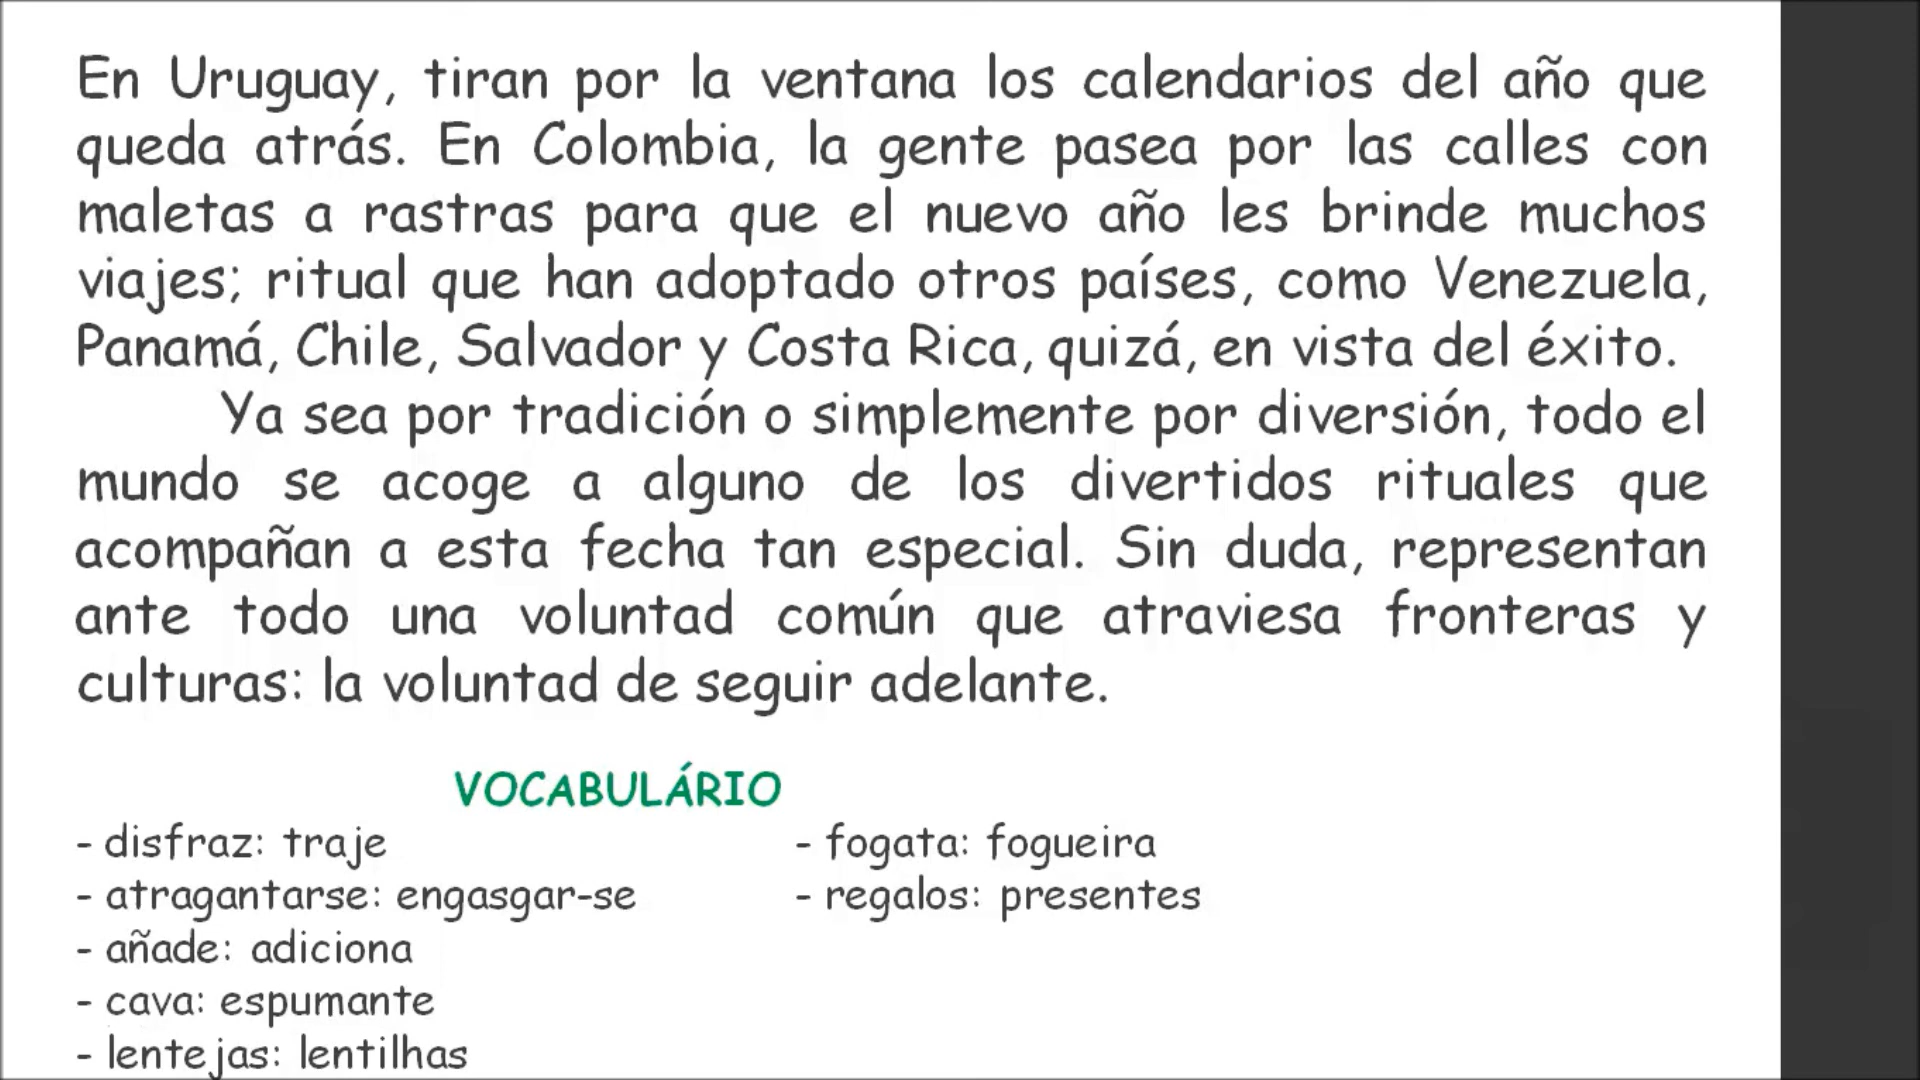 En Uruguay, tiran por la ventana los calendarios del año que
queda atrás. En Colombia, la gente pasea por las calles con
maletas a rastras para que el nuevo año les brinde muchos
viajes; ritual que han adoptado otros países, como Venezuela,
Panamá, Chile, Salvador y Costa Rica, quizá, en vista del éxito.
Ya sea por tradición o simplemente por diversión, todo el
mundo se acoge a alguno de los divertidos rituales que
acompañan a esta fecha tan especial. Sin duda, representan
ante todo una voluntad común que atraviesa fronteras y
culturas: la voluntad de seguir adelante.
VOCABULÁRIO
- disfraz: traje
- atragantarse: engasgar-se
- añade: adiciona
- cava: espumante
- lentejas: lentilhas
- fogata: fogueira
- regalos: presentes